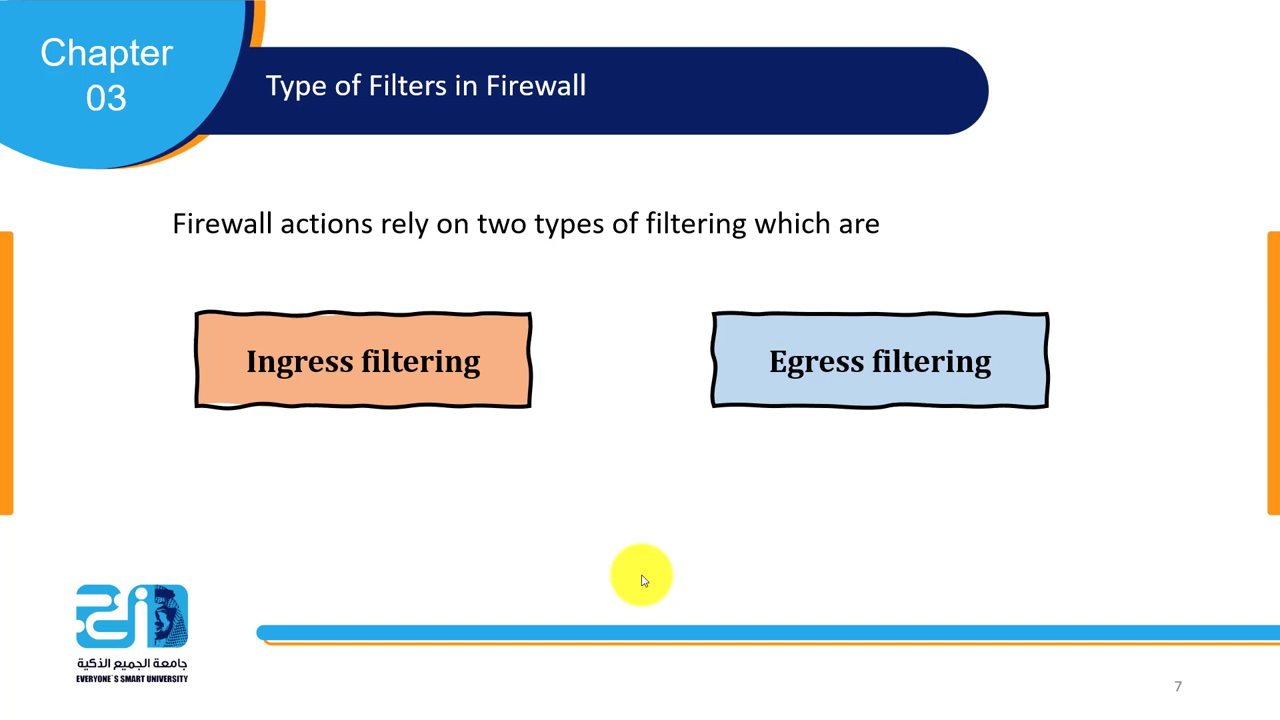 Chapter
03
Type of Filters in Firewall
Firewall actions rely on two types of filtering which are
Ingress filtering
Egress filtering
جامعة الجميع الذكية
EVERYONE`S SMART UNIVERSITY
7